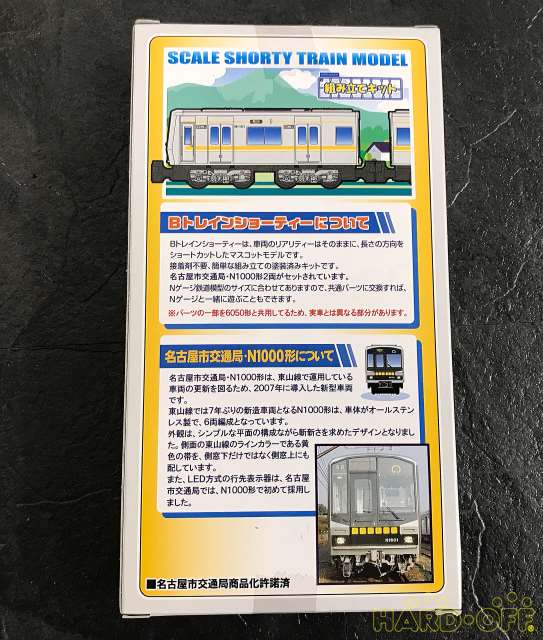 SCALE SHORTY TRAIN MODEL
組み立てキット
Bトレインショーティーについて
Bトレインショーティーは、車両のリアリティーはそのままに、長さの方向を
ショートカットしたマスコットモデルです。
接着剤不要、簡単な組み立ての塗装済みキットです。
名古屋市交通局・N1000形2両がセットされています。
Nゲージ鉄道模型のサイズに合わせてありますので、共通パーツに交換すれば、
Nゲージと一緒に遊ぶこともできます。
※パーツの一部を6050形と共用してるため、実車とは異なる部分があります。
名古屋市交通局・N1000形について
名古屋市交通局・N1000形は、東山線で運用している
車両の更新を図るため、2007年に導入した新型車両
です。
東山線では7年ぶりの新造車両となるN1000形は、車体がオールステン
レス製で、6両編成となっています。
外観は、シンプルな平面の構成ながら斬新さを求めたデザインとなりまし
た。側面の東山線のラインカラーである黄
色の帯を、側窓下だけではなく側窓上にも
配しています。
また、LED方式の行先表示器は、名古屋
市交通局では、N1000形で初めて採用し
ました。
N1101
■名古屋市交通局商品化許諾済
HARD・OFF